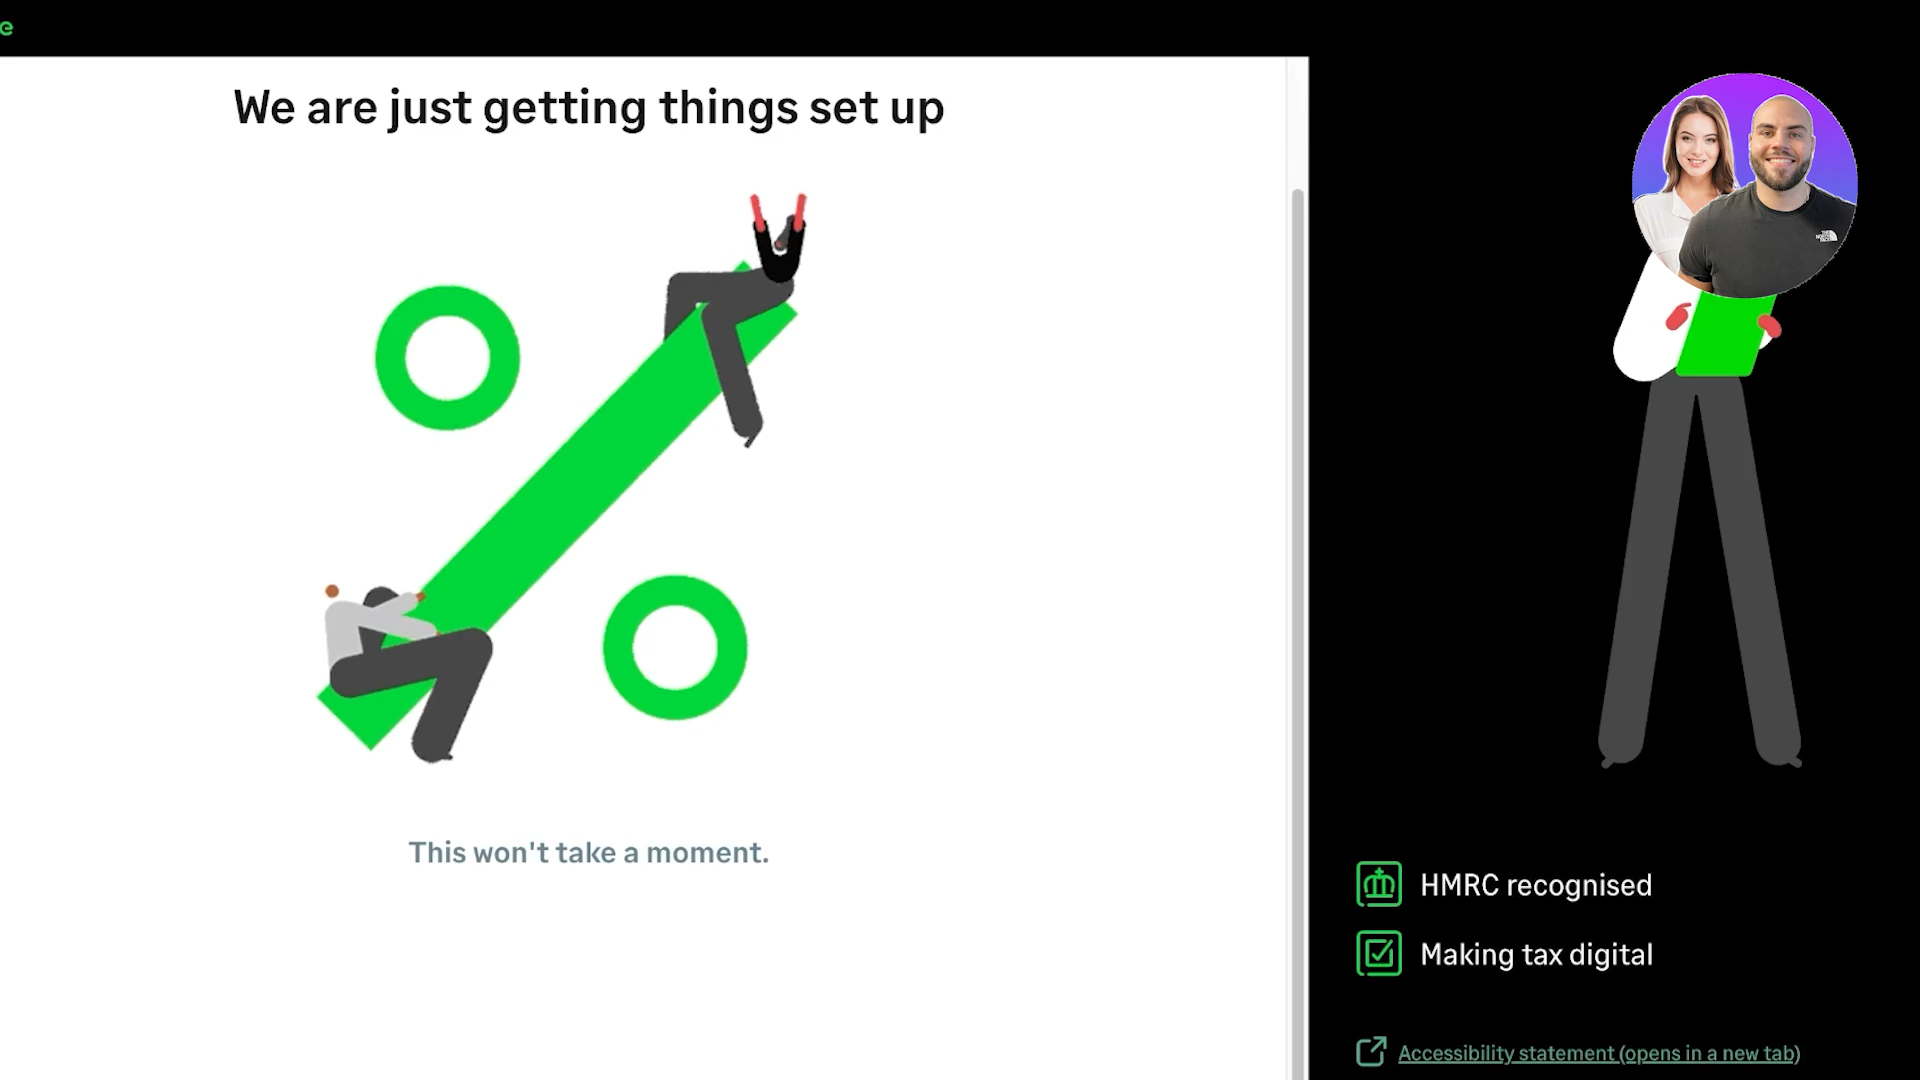 e
We are just getting things set up
This won't take a moment.
HMRC recognised
Making tax digital
Accessibility statement (opens in a new tab)